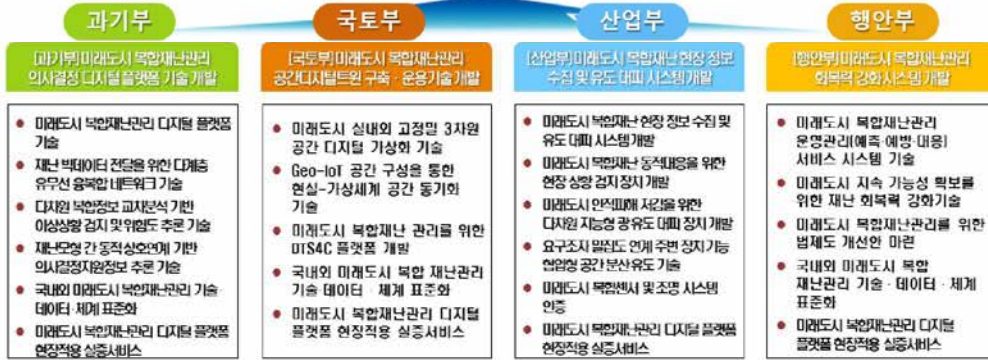 과기부
[과기부]미래도시 복합재난관리
의사결정 디지털 플랫폼 기술 개발
• 미래도시 복합재난관리 디지털 플랫폼
기술
• 재난 빅데이터 전달을 위한 다계층
유무선 융복합 네트워크 기술
• 다차원 복합정보 교차분석 기반
이상상황 검지 및 위험도 추론 기술
• 재난모형 간 동적 상호연계 기반
의사결정지원정보 추론 기술
• 국내외 미래도시 복합재난관리 기술·
데이터·체계 표준화
• 미래도시 복합재난관리 디지털 플랫폼
현장적용 실증서비스
국토부
[국토부]미래도시 복합재난관리
공간디지털트윈 구축·운용기술 개발
• 미래도시 실내외 고정밀 3차원
공간 디지털 가상화 기술
• Geo-IoT 공간 구성을 통한
현실-가상세계 공간 동기화
기술
• 미래도시 복합재난 관리를 위한
DTS4C 플랫폼 개발
• 국내외 미래도시 복합 재난관리
기술·데이터·체계 표준화
• 미래도시 복합재난관리 디지털
플랫폼 현장적용 실증서비스
산업부
[산업부]미래도시 복합재난 현장 정보
수집 및 유도 대피 시스템 개발
• 미래도시 복합재난 현장 정보 수집 및
유도 대피 시스템 개발
• 미래도시 복합재난 동적대응을 위한
현장 상황 검지 장치 개발
• 미래도시 인적피해 저감을 위한
다차원 지능형 광 유도 대피 장치 개발
• 요구조자 밀집도 연계 주변 장치 기능
협업형 공간 분산 유도 기술
• 미래도시 복합센서 및 조명 시스템
인증
• 미래도시 복합재난관리 디지털 플랫폼
현장적용 실증서비스
행안부
[행안부]미래도시 복합재난관리
회복력 강화 시스템 개발
• 미래도시 복합재난관리
운영관리(예측·예방·대응)
서비스 시스템 기술
• 미래도시 지속 가능성 확보를
위한 재난 회복력 강화기술
• 미래도시 복합재난관리를 위한
법제도 개선안 마련
• 국내외 미래도시 복합
재난관리 기술·데이터·체계
표준화
• 미래도시 복합재난관리 디지털
플랫폼 현장적용 실증서비스